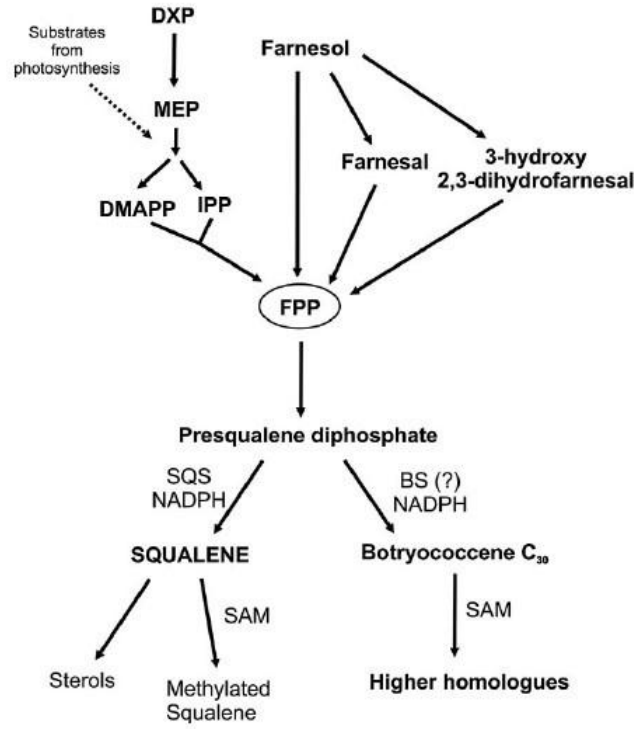 DXP
Substrates
from
photosynthesis
Farnesol
MEP
Farnesal
3-hydroxy
2,3-dihydrofarnesal
DMAPP
IPP
FPP
Presqualene diphosphate
SQS
NADPH
BS (?)
NADPH
SQUALENE
Botryococcene C₃₀
SAM
SAM
Sterols
Methylated
Squalene
Higher homologues